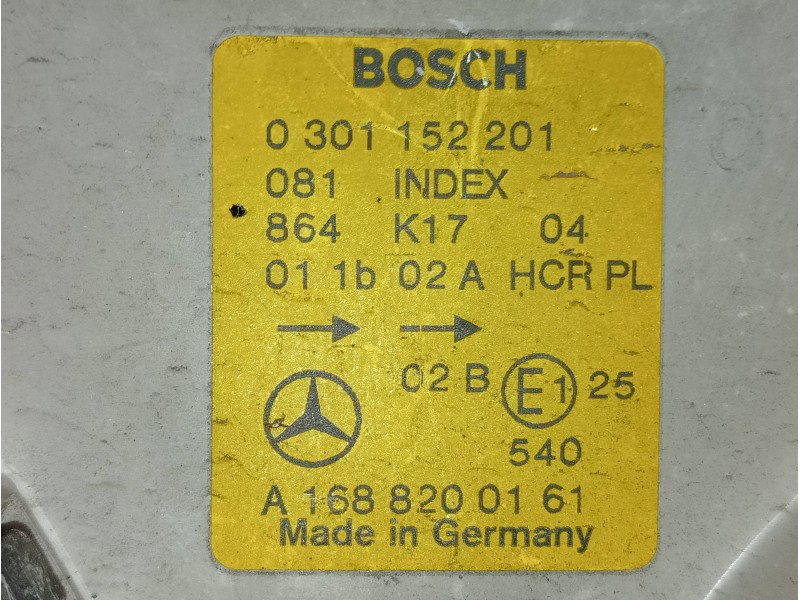 BOSCH
0 301 152 201
081 INDEX
864 K17 04
01 1b 02 A HCR PL
02 B E1 25
540
A 168 820 01 61
Made in Germany